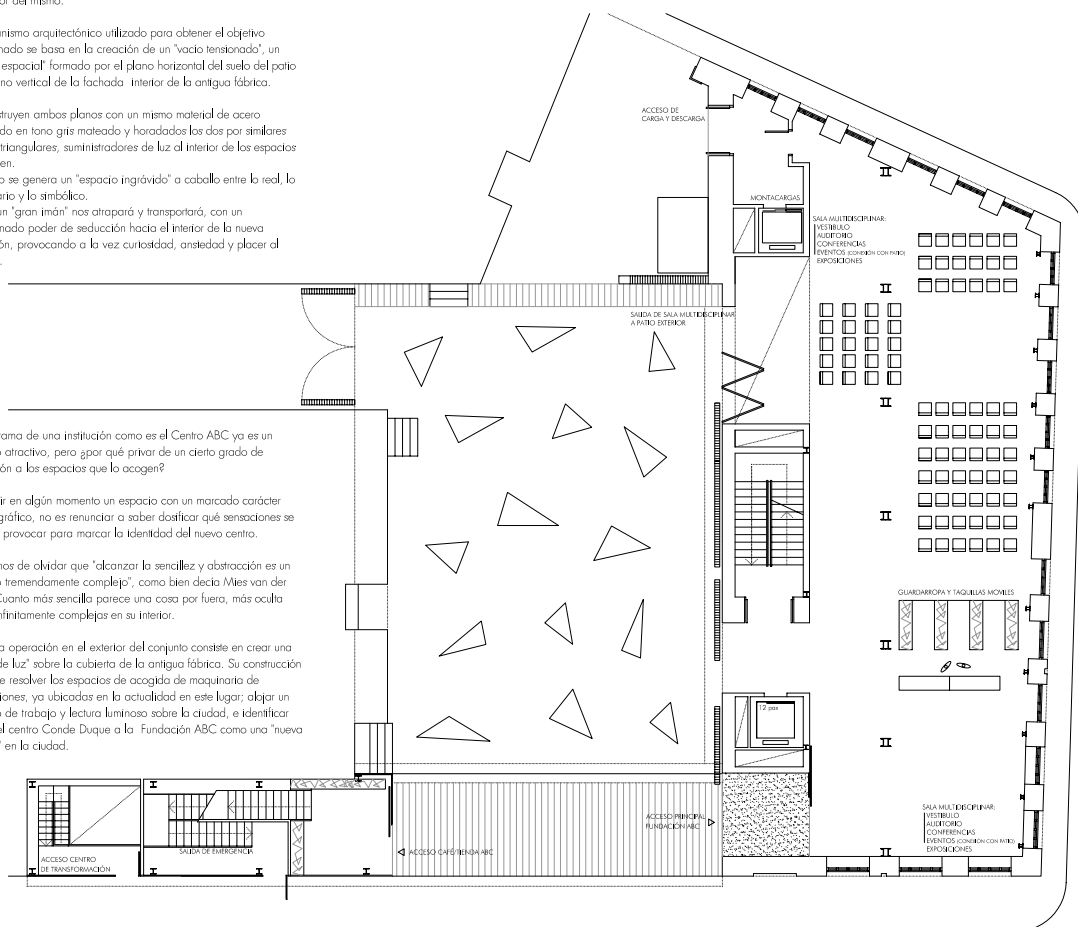 or del mismo.
anismo arquitectónico utilizado para obtener el objetivo
nado se basa en la creación de un "vacio tensionado", un
espacial" formado por el plano horizontal del suelo del patio
no vertical de la fachada interior de la antigua fábrica.
struyen ambos planos con un mismo material de acero
do en tono gris mateado y horadados los dos por similares
triangulares, suministradores de luz al interior de los espacios
en.
o se genera un "espacio ingrávido" a caballo entre lo real, lo
ario y lo simbólico.
un "gran imán" nos atrapará y transportará, con un
nado poder de seducción hacia el interior de la nueva
ón, provocando a la vez curiosidad, ansiedad y placer al
.
rama de una institución como es el Centro ABC ya es un
o atractivo, pero ¿por qué privar de un cierto grado de
ón a los espacios que lo acogen?
ir en algún momento un espacio con un marcado carácter
gráfico, no es renunciar a saber dosificar qué sensaciones se
provocar para marcar la identidad del nuevo centro.
nos de olvidar que "alcanzar la sencillez y abstracción es un
o tremendamente complejo", como bien decía Mies van der
Cuanto más sencilla parece una cosa por fuera, más oculta
nfinitamente complejas en su interior.
a operación en el exterior del conjunto consiste en crear una
de luz" sobre la cubierta de la antigua fábrica. Su construcción
e resolver los espacios de acogida de maquinaria de
iones, ya ubicadas en la actualidad en este lugar; alojar un
o de trabajo y lectura luminoso sobre la ciudad, e identificar
el centro Conde Duque a la Fundación ABC como una "nueva
" en la ciudad.
ACCESO DE
CARGA Y DESCARGA
MONTACARGAS
SALA MULTIDISCIPLINAR:
VESTIBULO
AUDITORIO
CONFERENCIAS
EVENTOS (CONEXIÓN CON PATIO)
EXPOSICIONES
SALIDA DE SALA MULTIDISCIPLINAR
A PATIO EXTERIOR
GUARDARROPA Y TAQUILLAS MOVILES
12 pax
ACCESO PRINCIPAL
FUNDACIÓN ABC
SALA MULTIDISCIPLINAR:
VESTIBULO
AUDITORIO
CONFERENCIAS
EVENTOS (CONEXIÓN CON PATIO)
EXPOSICIONES
SALIDA DE EMERGENCIA
ACCESO CAFÉ/TIENDA ABC
ACCESO CENTRO
DE TRANSFORMACIÓN